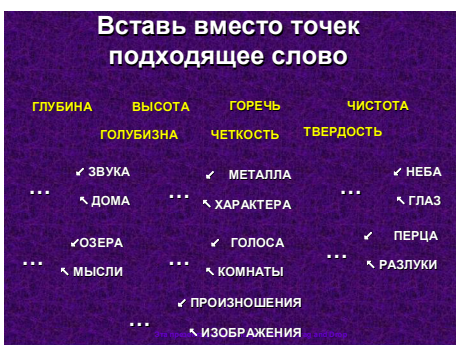 Вставь вместо точек
подходящее слово
ГЛУБИНА ВЫСОТА ГОРЕЧЬ ЧИСТОТА
ГОЛУБИЗНА ЧЕТКОСТЬ ТВЕРДОСТЬ
↙ ЗВУКА ↙ МЕТАЛЛА ↙ НЕБА
... ... ...
↖ ДОМА ↖ ХАРАКТЕРА ↖ ГЛАЗ
↙ОЗЕРА ↙ ГОЛОСА ↙ ПЕРЦА
... ... ...
↖ МЫСЛИ ↖ КОМНАТЫ ↖ РАЗЛУКИ
↙ ПРОИЗНОШЕНИЯ
...
↖ ИЗОБРАЖЕНИЯ